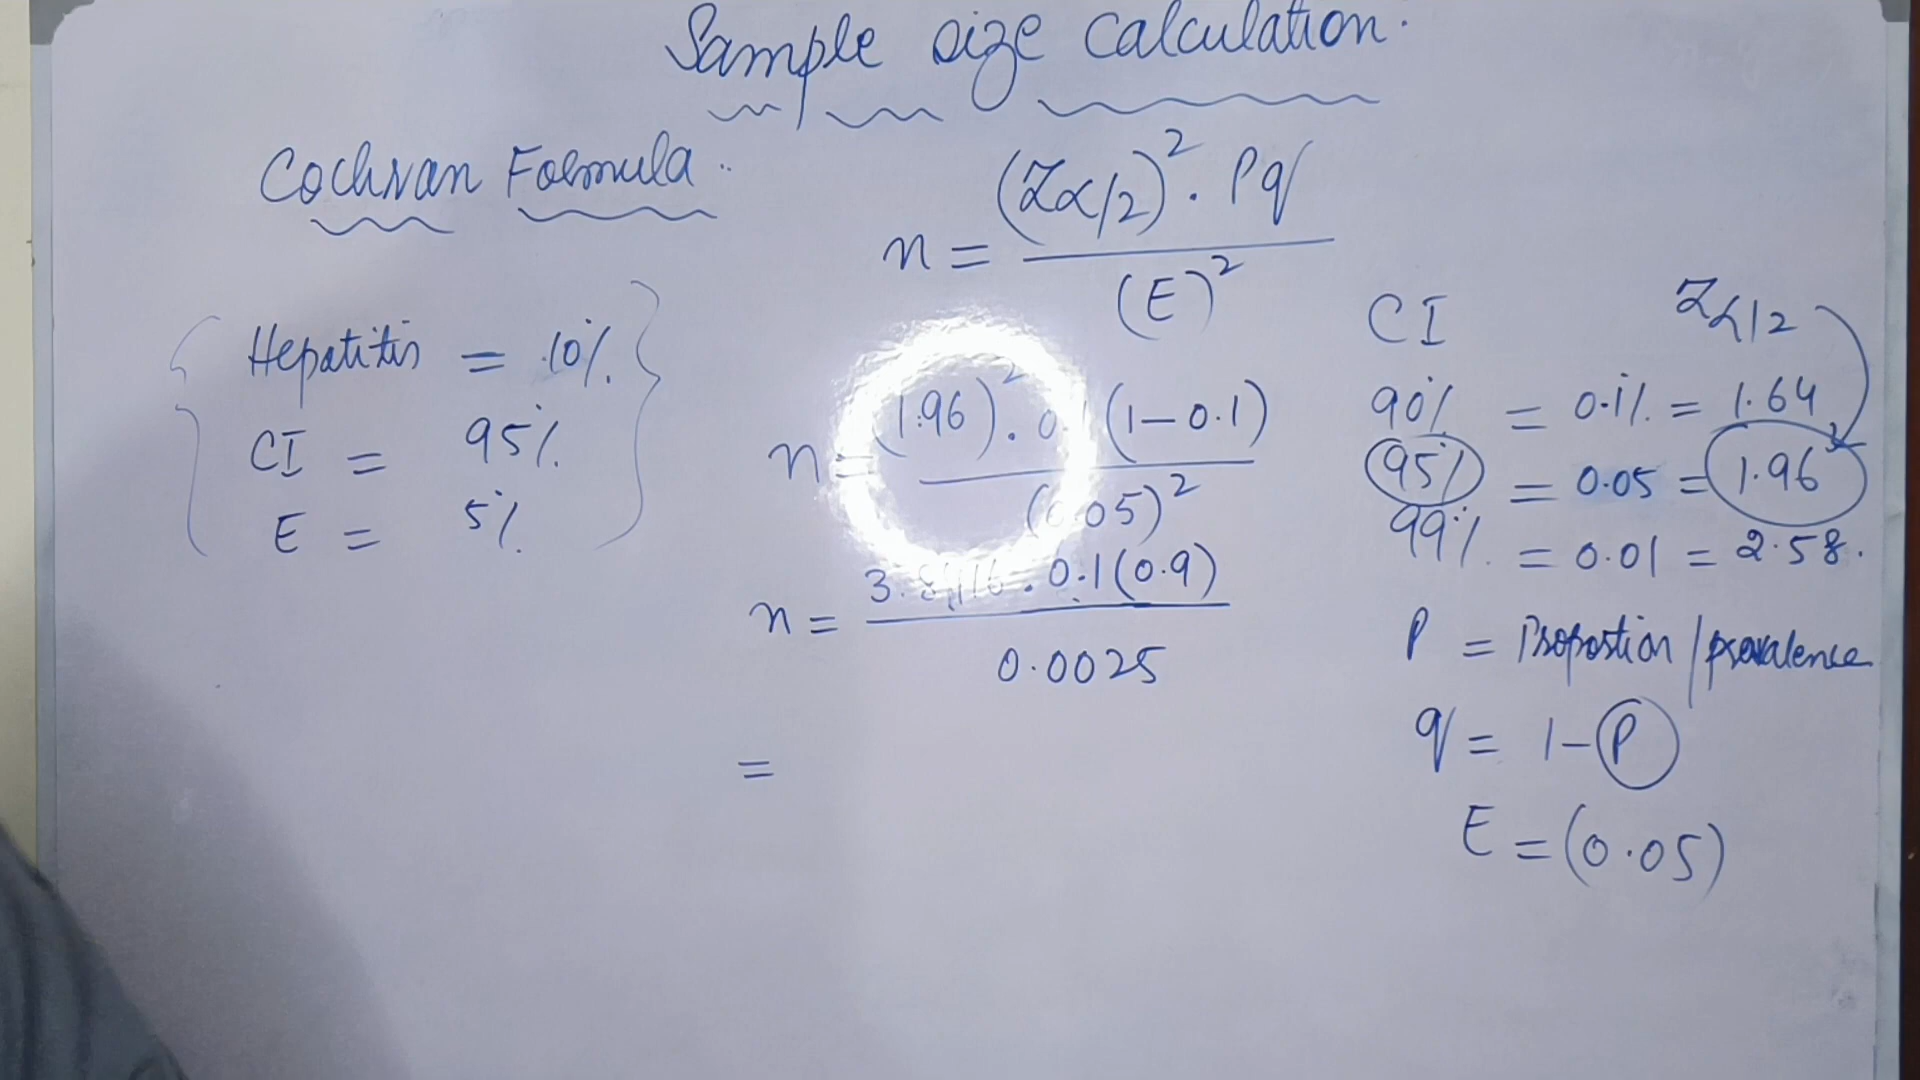 Sample size calculation.
Cochran Formula..
n = (Zα/2)². Pq / (E)²
{ Hepatitis = 10%. }
CI = 95%.
E = 5%.
n = (1.96)². 0.1 (1-0.1) / (0.05)²
n = 3.8416 . 0.1(0.9) / 0.0025
=
CI Zα/2
90% = 0.1% = 1.64
95% = 0.05 = 1.96
99%. = 0.01 = 2.58.
P = Proportion / prevalence
q = 1-P
E = (0.05)